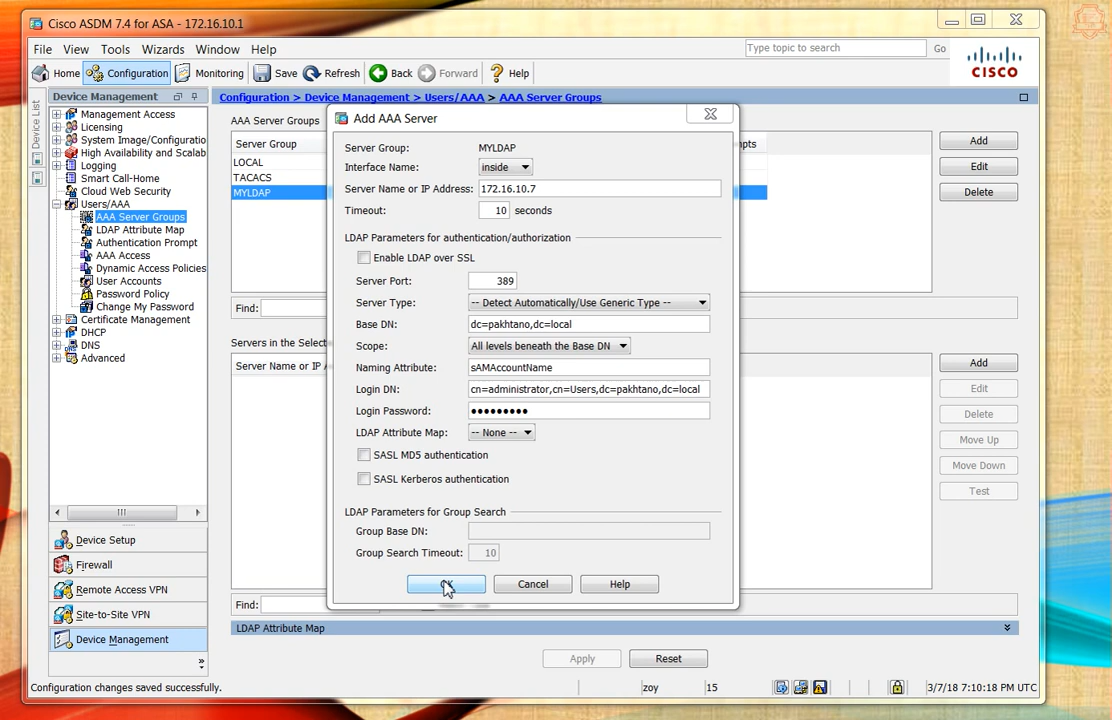 Cisco ASDM 7.4 for ASA - 172.16.10.1
File View Tools Wizards Window Help
Type topic to search Go
Home Configuration Monitoring Save Refresh Back Forward Help
CISCO
Device List
Device Management
Management Access
Licensing
System Image/Configuratio
High Availability and Scalab
Logging
Smart Call-Home
Cloud Web Security
Users/AAA
AAA Server Groups
LDAP Attribute Map
Authentication Prompt
AAA Access
Dynamic Access Policies
User Accounts
Password Policy
Change My Password
Certificate Management
DHCP
DNS
Advanced
Device Setup
Firewall
Remote Access VPN
Site-to-Site VPN
Device Management
Configuration > Device Management > Users/AAA > AAA Server Groups
AAA Server Groups
Server Group
mpts
LOCAL
TACACS
MYLDAP
Add
Edit
Delete
Find:
Servers in the Select
Server Name or IP A
Add
Edit
Delete
Move Up
Move Down
Test
Find:
LDAP Attribute Map
Apply Reset
Add AAA Server
Server Group: MYLDAP
Interface Name: inside
Server Name or IP Address: 172.16.10.7
Timeout: 10 seconds
LDAP Parameters for authentication/authorization
Enable LDAP over SSL
Server Port: 389
Server Type: -- Detect Automatically/Use Generic Type --
Base DN: dc=pakhtano,dc=local
Scope: All levels beneath the Base DN
Naming Attribute: sAMAccountName
Login DN: cn=administrator,cn=Users,dc=pakhtano,dc=local
Login Password: ●●●●●●●●●
LDAP Attribute Map: -- None --
SASL MD5 authentication
SASL Kerberos authentication
LDAP Parameters for Group Search
Group Base DN:
Group Search Timeout: 10
OK Cancel Help
Configuration changes saved successfully. zoy 15 3/7/18 7:10:18 PM UTC